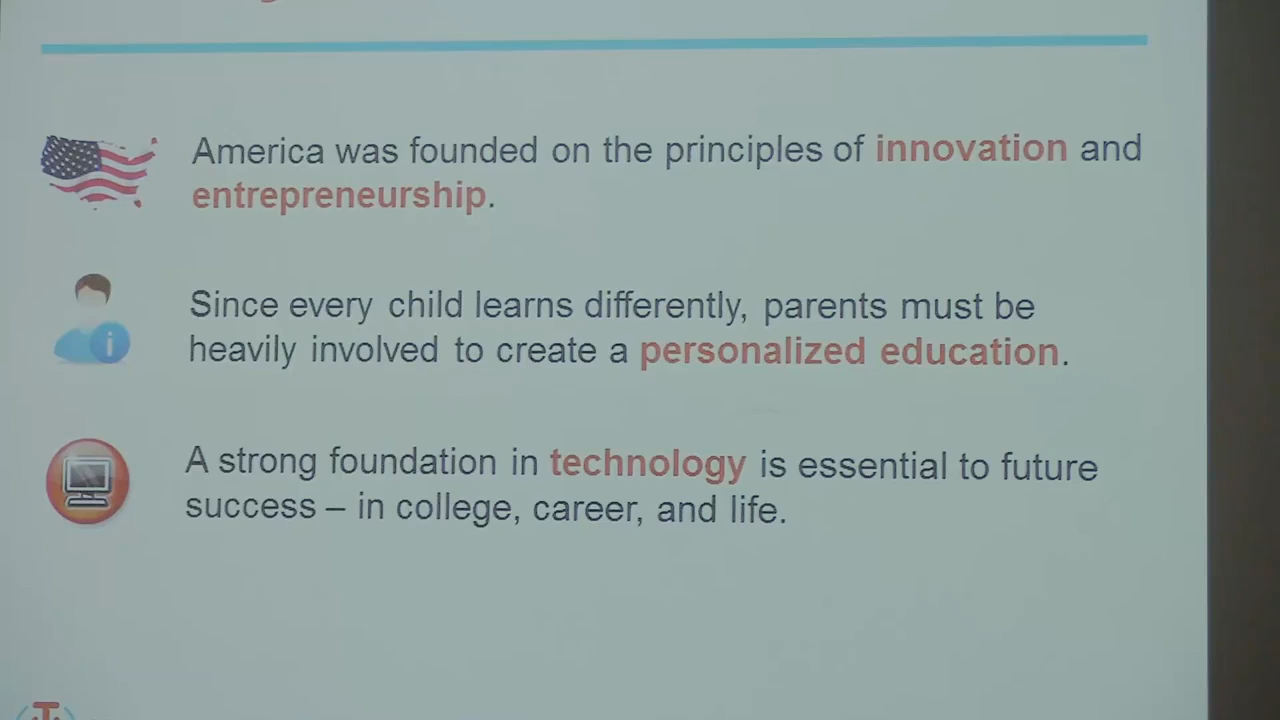 America was founded on the principles of innovation and
entrepreneurship.
Since every child learns differently, parents must be
heavily involved to create a personalized education.
A strong foundation in technology is essential to future
success – in college, career, and life.